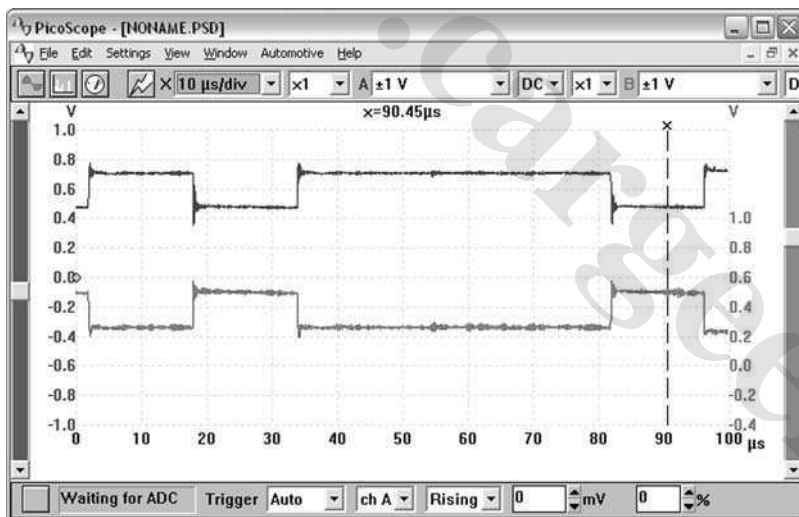 PicoScope - [NONAME.PSD]
File Edit Settings View Window Automotive Help
X 10 µs/div x1 A ±1 V DC x1 B ±1 V D
V x=90.45µs V
1.0
0.8
0.6
0.4 1.0
0.2 0.8
0.0 0.6
-0.2 0.4
-0.4 0.2
-0.6 0.0
-0.8 -0.2
-1.0 -0.4
0 10 20 30 40 50 60 70 80 90 100 µs
Waiting for ADC Trigger Auto ch A Rising 0 mV 0 %